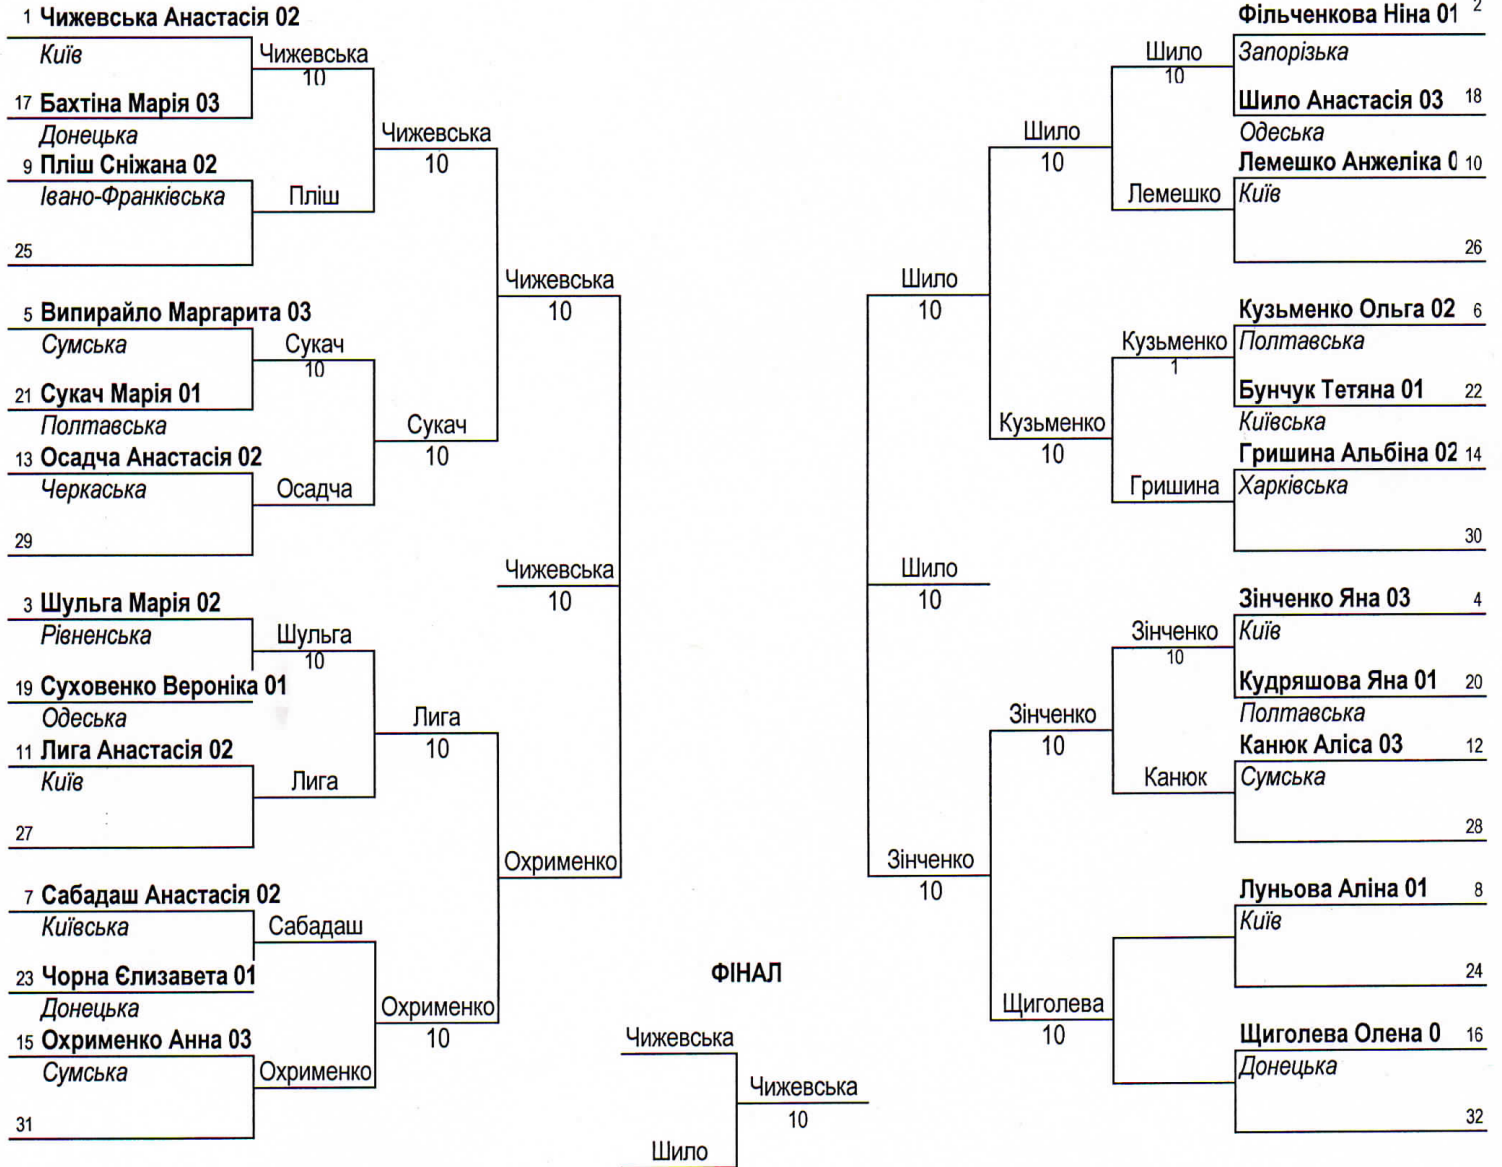 1 Чижевська Анастасія 02
Київ
Чижевська
10
17 Бахтіна Марія 03
Донецька
Чижевська
10
9 Пліш Сніжана 02
Івано-Франківська
Пліш
25
Чижевська
10
5 Випирайло Маргарита 03
Сумська
Сукач
10
21 Сукач Марія 01
Полтавська
Сукач
10
13 Осадча Анастасія 02
Черкаська
Осадча
29
Чижевська
10
3 Шульга Марія 02
Рівненська
Шульга
10
19 Суховенко Вероніка 01
Одеська
Лига
10
11 Лига Анастасія 02
Київ
Лига
27
Охрименко
7 Сабадаш Анастасія 02
Київська
Сабадаш
23 Чорна Єлизавета 01
Донецька
Охрименко
10
15 Охрименко Анна 03
Сумська
Охрименко
31
ФІНАЛ
Чижевська
Чижевська
10
Шило
Фільченкова Ніна 01 2
Шило
10
Запорізька
Шило Анастасія 03 18
Шило
10
Одеська
Лемешко Анжеліка 0 10
Лемешко
Київ
26
Шило
10
Кузьменко Ольга 02 6
Кузьменко
1
Полтавська
Бунчук Тетяна 01 22
Кузьменко
10
Київська
Гришина Альбіна 02 14
Гришина
Харківська
30
Шило
10
Зінченко Яна 03 4
Зінченко
10
Київ
Кудряшова Яна 01 20
Зінченко
10
Полтавська
Канюк Аліса 03 12
Канюк
Сумська
28
Зінченко
10
Луньова Аліна 01 8
Київ
24
Щиголева
10
Щиголева Олена 0 16
Донецька
32